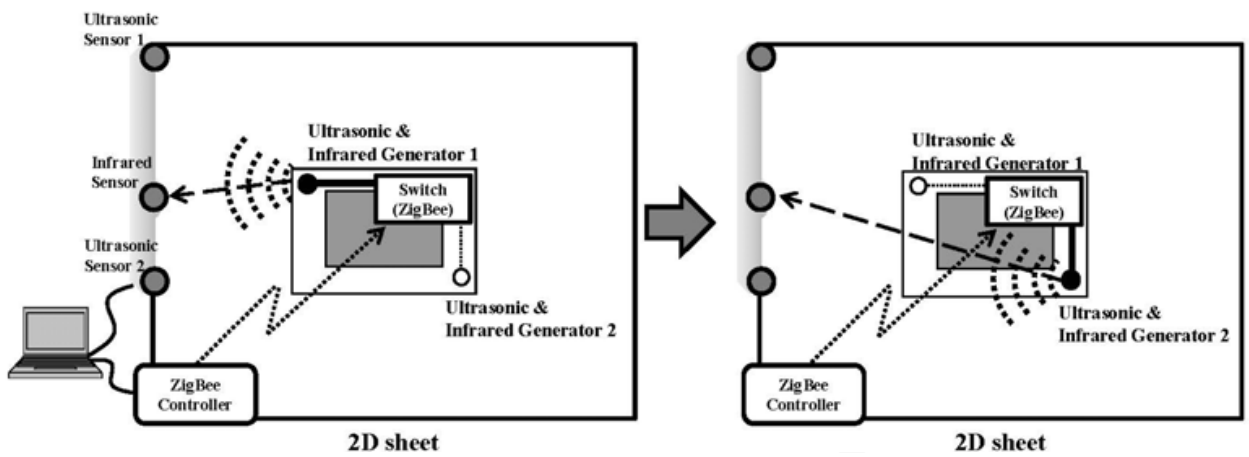 Ultrasonic
Sensor 1
Ultrasonic &
Infrared Generator 1
Infrared
Sensor
Switch
(ZigBee)
Ultrasonic
Sensor 2
Ultrasonic &
Infrared Generator 2
ZigBee
Controller
2D sheet
Ultrasonic &
Infrared Generator 1
Switch
(ZigBee)
Ultrasonic &
Infrared Generator 2
ZigBee
Controller
2D sheet